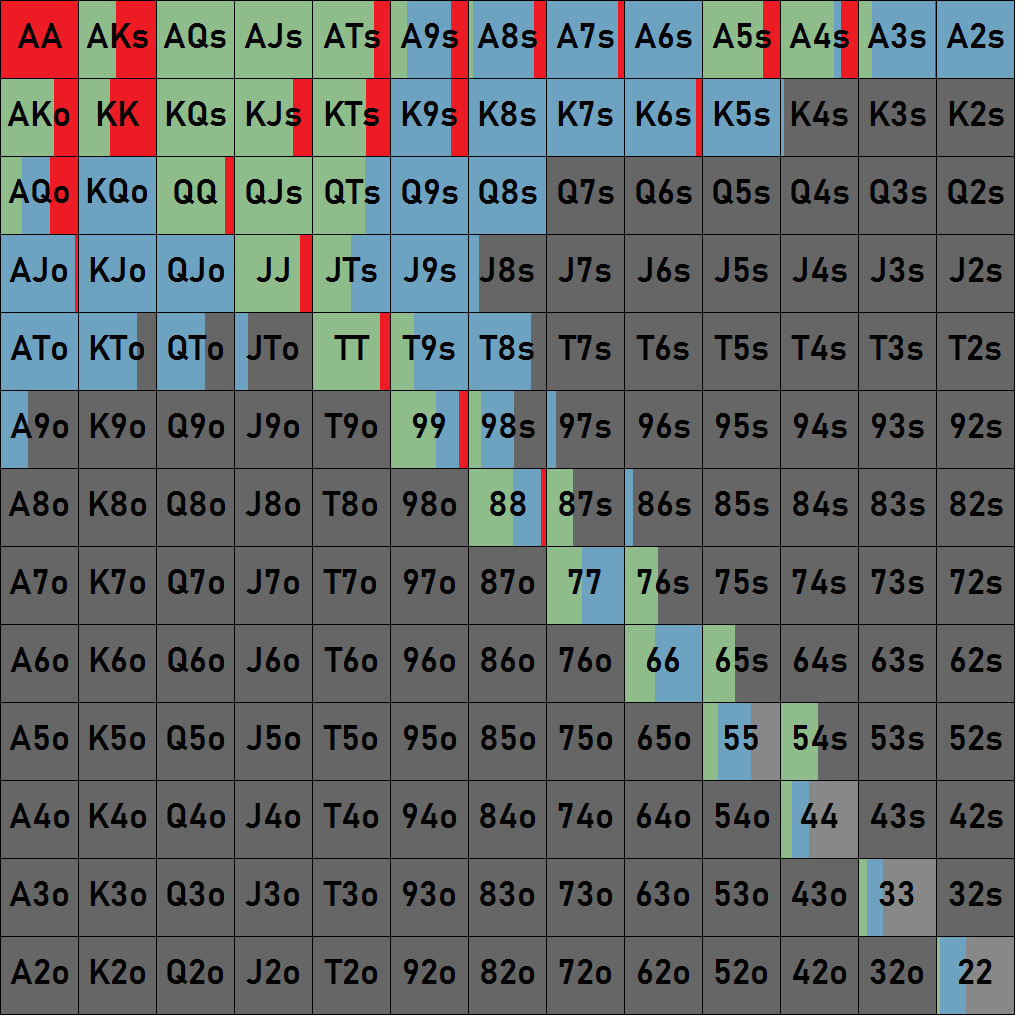 AA AKs AQs AJs ATs A9s A8s A7s A6s A5s A4s A3s A2s
AKo KK KQs KJs KTs K9s K8s K7s K6s K5s K4s K3s K2s
AQo KQo QQ QJs QTs Q9s Q8s Q7s Q6s Q5s Q4s Q3s Q2s
AJo KJo QJo JJ JTs J9s J8s J7s J6s J5s J4s J3s J2s
ATo KTo QTo JTo TT T9s T8s T7s T6s T5s T4s T3s T2s
A9o K9o Q9o J9o T9o 99 98s 97s 96s 95s 94s 93s 92s
A8o K8o Q8o J8o T8o 98o 88 87s 86s 85s 84s 83s 82s
A7o K7o Q7o J7o T7o 97o 87o 77 76s 75s 74s 73s 72s
A6o K6o Q6o J6o T6o 96o 86o 76o 66 65s 64s 63s 62s
A5o K5o Q5o J5o T5o 95o 85o 75o 65o 55 54s 53s 52s
A4o K4o Q4o J4o T4o 94o 84o 74o 64o 54o 44 43s 42s
A3o K3o Q3o J3o T3o 93o 83o 73o 63o 53o 43o 33 32s
A2o K2o Q2o J2o T2o 92o 82o 72o 62o 52o 42o 32o 22